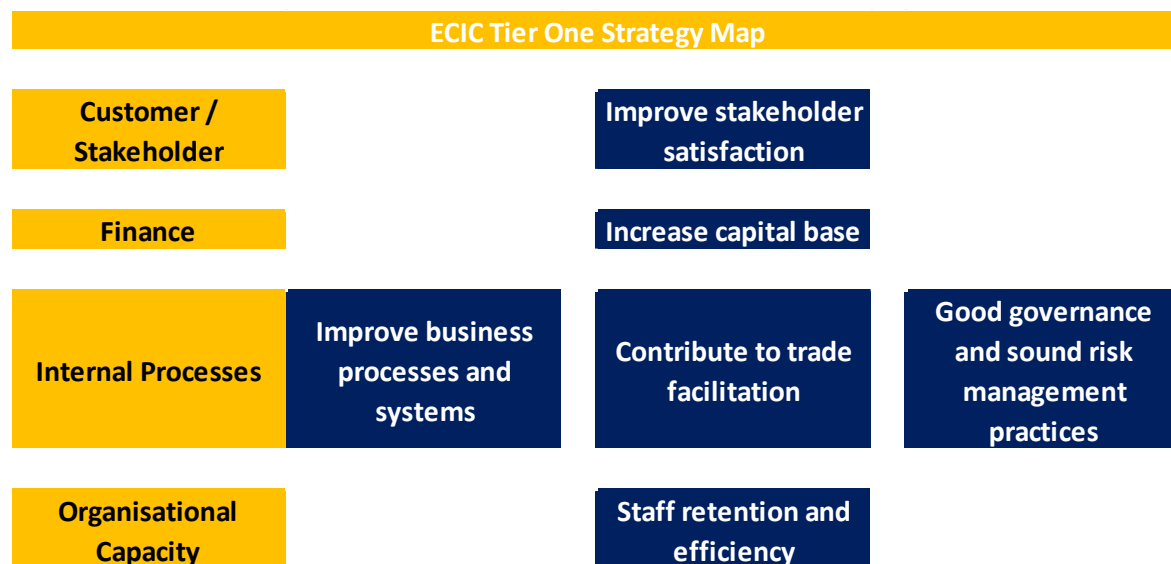 ECIC Tier One Strategy Map
Customer /
Stakeholder
Improve stakeholder
satisfaction
Finance
Increase capital base
Internal Processes
Improve business
processes and
systems
Contribute to trade
facilitation
Good governance
and sound risk
management
practices
Organisational
Capacity
Staff retention and
efficiency